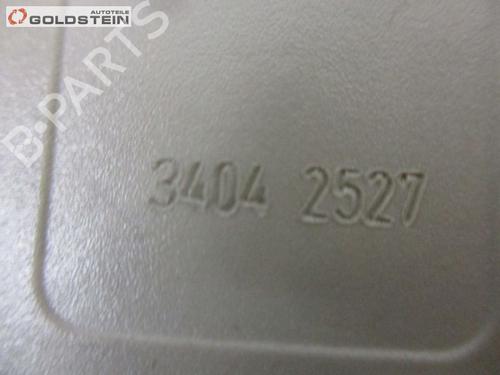 AUTOTEILE
GOLDSTEIN
B-PARTS
3404 2527